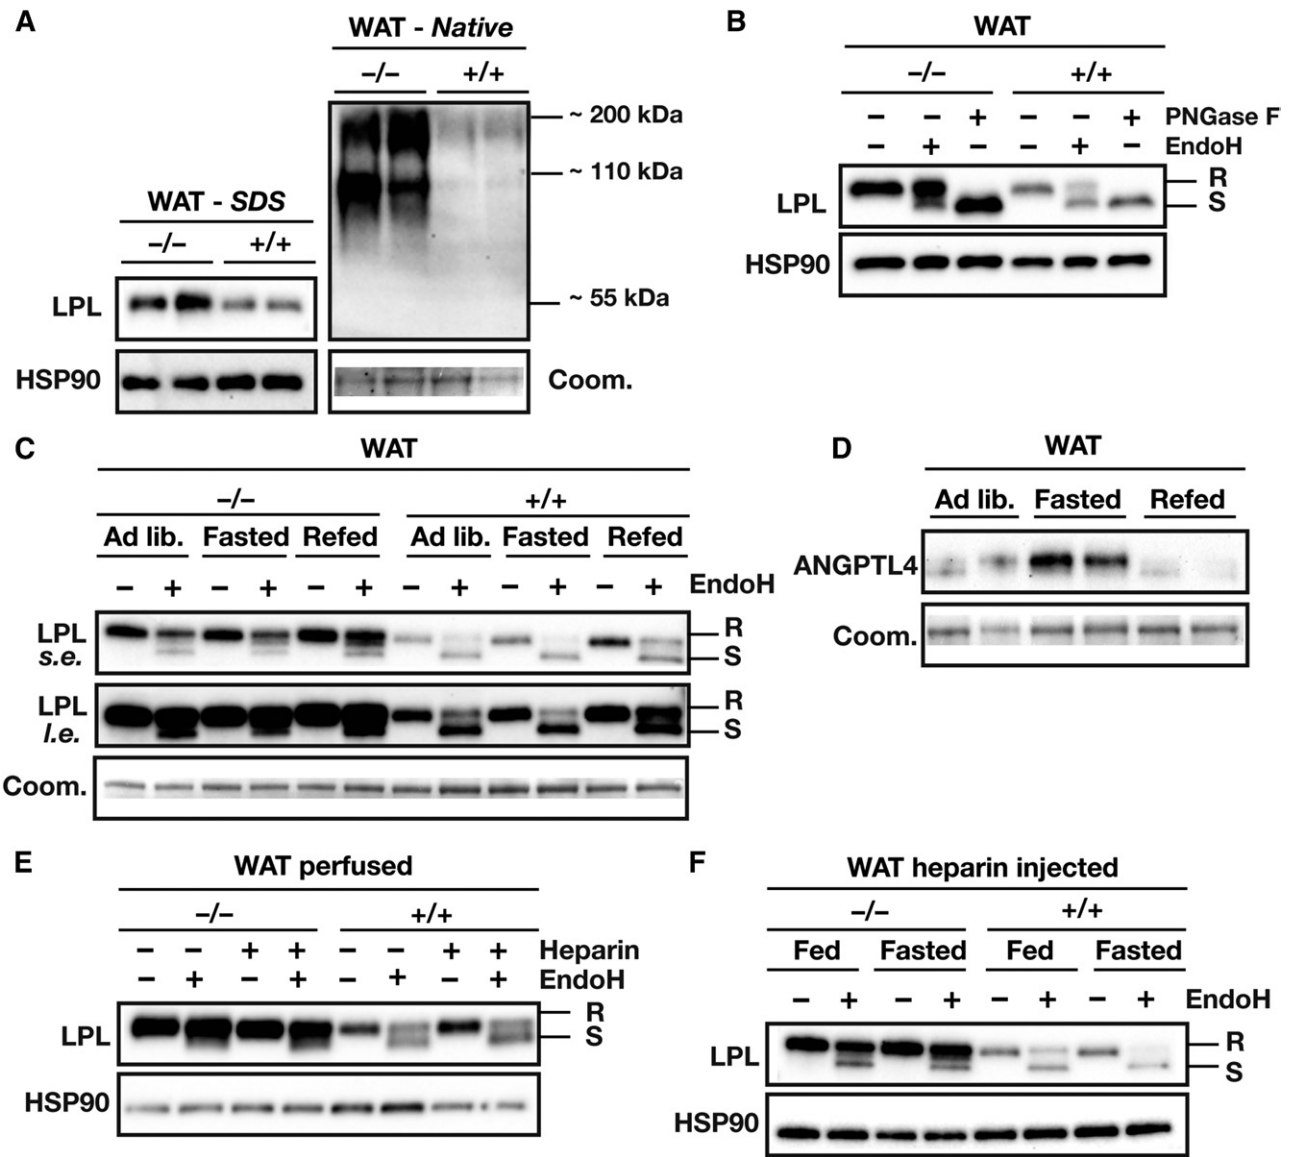 A
WAT - Native
–/– +/+
~ 200 kDa
~ 110 kDa
~ 55 kDa
WAT - SDS
–/– +/+
LPL
HSP90
Coom.
B
WAT
–/– +/+
– – + – – + PNGase F
– + – – + – EndoH
LPL
R
S
HSP90
C
WAT
–/– +/+
Ad lib. Fasted Refed Ad lib. Fasted Refed
– + – + – + – + – + – + EndoH
LPL
s.e.
R
S
LPL
l.e.
R
S
Coom.
D
WAT
Ad lib. Fasted Refed
ANGPTL4
Coom.
E
WAT perfused
–/– +/+
– – + + – – + + Heparin
– + – + – + – + EndoH
LPL
R
S
HSP90
F
WAT heparin injected
–/– +/+
Fed Fasted Fed Fasted
– + – + – + – + EndoH
LPL
R
S
HSP90